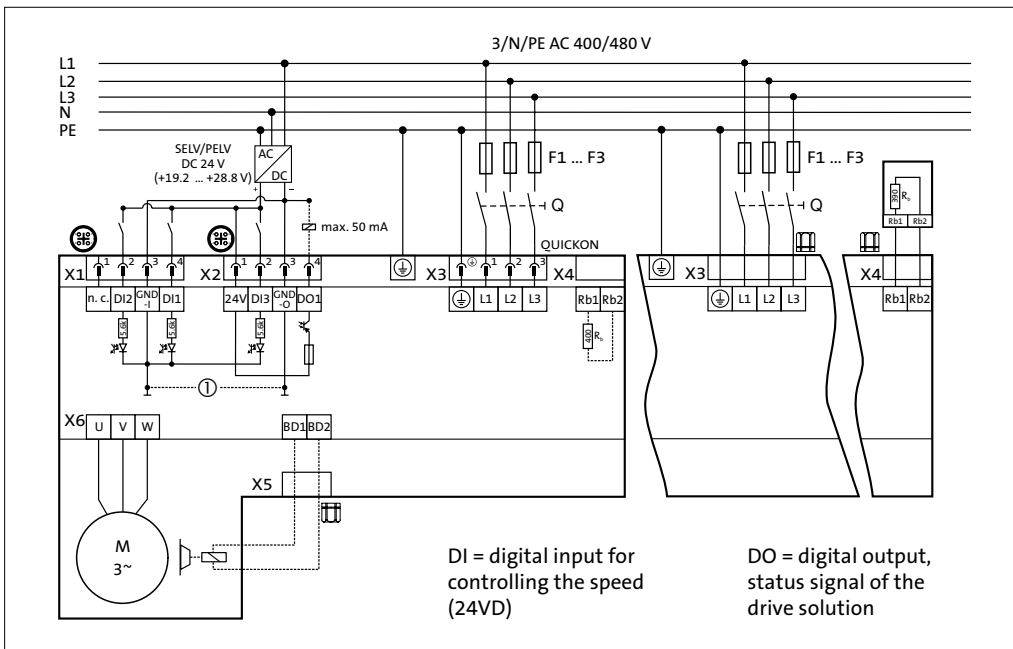 3/N/PE AC 400/480 V
L1
L2
L3
N
PE
SELV/PELV
DC 24 V
(+19.2 ... +28.8 V)
AC
DC
+ −
F1 ... F3
F1 ... F3
Q
Q
390
Rb
Rb1 Rb2
max. 50 mA
QUICKON
X1 1 2 3 4
X2 1 2 3 4
X3 1 2 3
X4
X3
X4
n. c. DI2 GND-I DI1
24V DI3 GND-O DO1
L1 L2 L3
Rb1 Rb2
L1 L2 L3
Rb1 Rb2
5.6k 5.6k 5.6k
400
Rb
1
X6 U V W
BD1 BD2
X5
M
3~
DI = digital input for
controlling the speed
(24VD)
DO = digital output,
status signal of the
drive solution